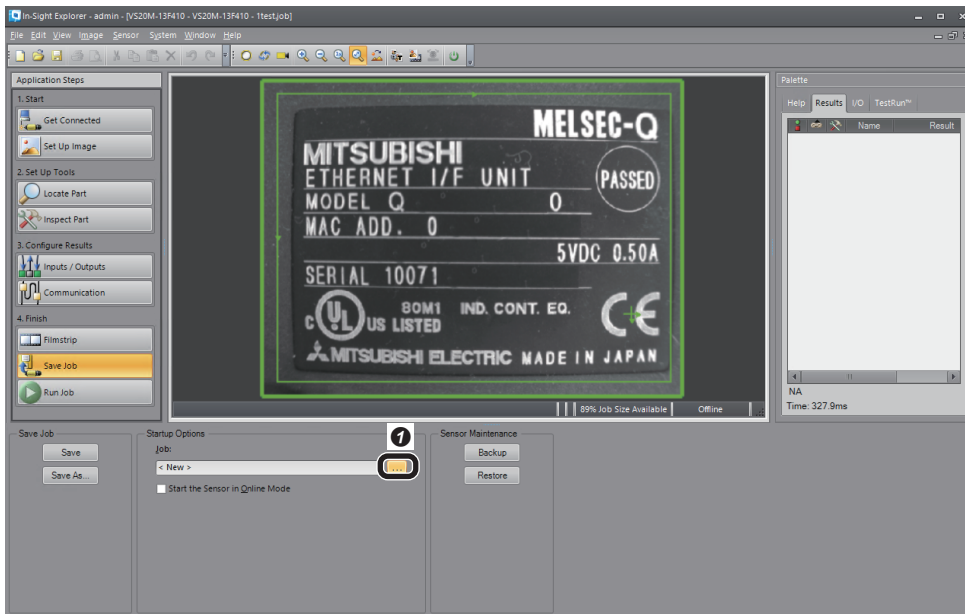 In-Sight Explorer - admin - [VS20M-13F410 - VS20M-13F410 - 1test.job]
File Edit View Image Sensor System Window Help
Application Steps
1. Start
Get Connected
Set Up Image
2. Set Up Tools
Locate Part
Inspect Part
3. Configure Results
Inputs / Outputs
Communication
4. Finish
Filmstrip
Save Job
Run Job
MELSEC-Q
MITSUBISHI
ETHERNET I/F UNIT
PASSED
MODEL Q 0
MAC ADD. 0
5VDC 0.50A
SERIAL 10071
C UL US LISTED
80M1 IND. CONT. EQ.
CE
MITSUBISHI ELECTRIC MADE IN JAPAN
89% Job Size Available Offline
Palette
Help Results I/O TestRun™
Name Result
NA
Time: 327.9ms
Save Job
Save
Save As...
Startup Options
1
Job:
< New > ...
Start the Sensor in Online Mode
Sensor Maintenance
Backup
Restore